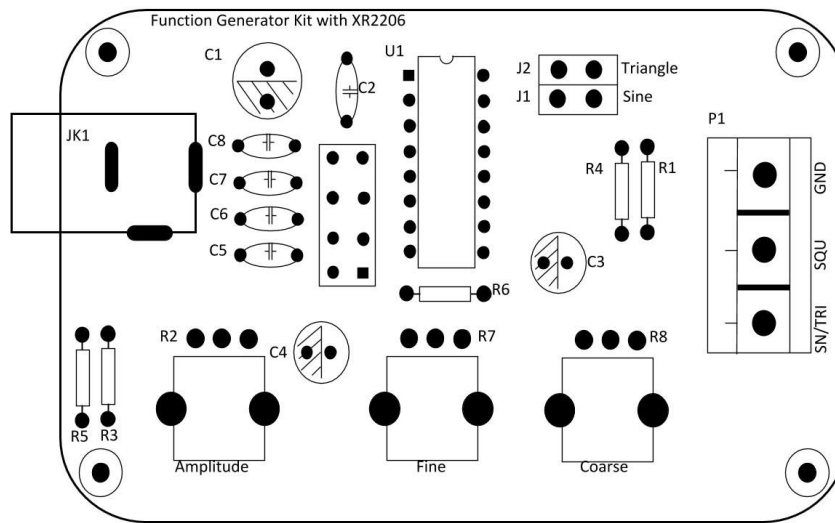 Function Generator Kit with XR2206
C1
C2
U1
J2 Triangle
J1 Sine
P1
JK1
C8
C7
C6
C5
R4
R1
GND
SQU
SN/TRI
C3
R6
R2
C4
R7
R8
R5
R3
Amplitude
Fine
Coarse